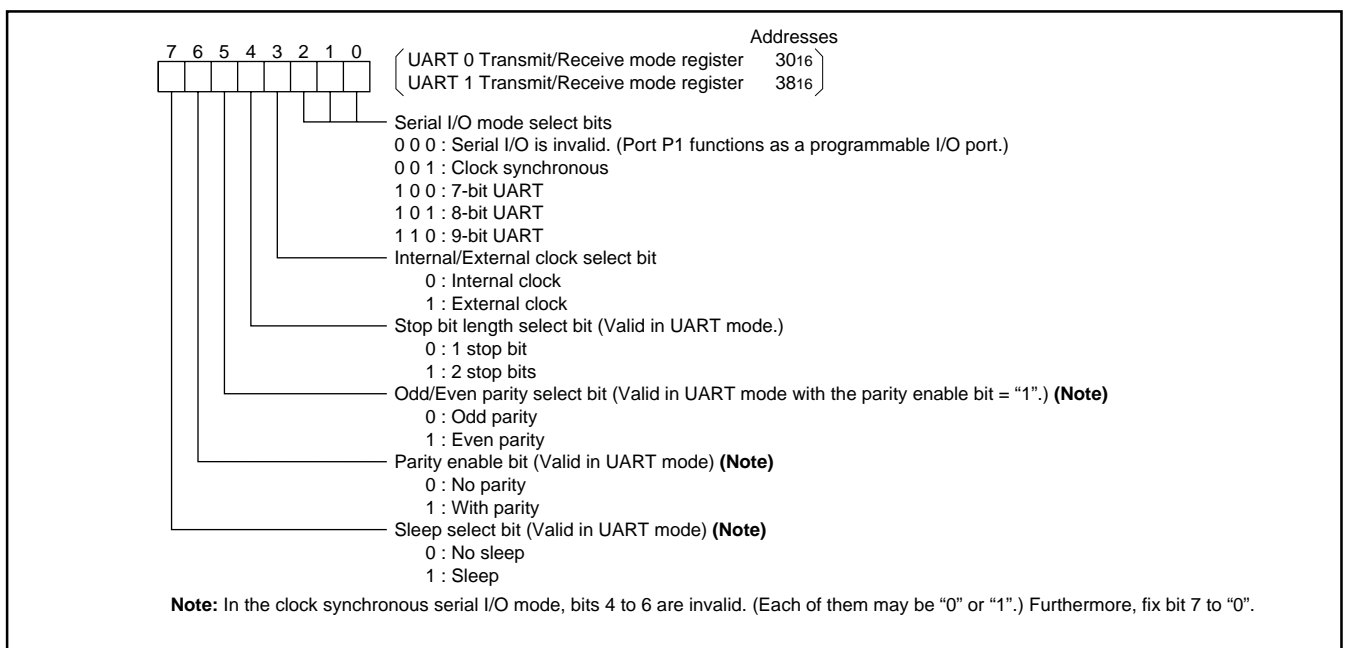 Addresses
7 6 5 4 3 2 1 0
UART 0 Transmit/Receive mode register 3016
UART 1 Transmit/Receive mode register 3816
Serial I/O mode select bits
0 0 0 : Serial I/O is invalid. (Port P1 functions as a programmable I/O port.)
0 0 1 : Clock synchronous
1 0 0 : 7-bit UART
1 0 1 : 8-bit UART
1 1 0 : 9-bit UART
Internal/External clock select bit
0 : Internal clock
1 : External clock
Stop bit length select bit (Valid in UART mode.)
0 : 1 stop bit
1 : 2 stop bits
Odd/Even parity select bit (Valid in UART mode with the parity enable bit = “1”.) (Note)
0 : Odd parity
1 : Even parity
Parity enable bit (Valid in UART mode) (Note)
0 : No parity
1 : With parity
Sleep select bit (Valid in UART mode) (Note)
0 : No sleep
1 : Sleep
Note: In the clock synchronous serial I/O mode, bits 4 to 6 are invalid. (Each of them may be “0” or “1”.) Furthermore, fix bit 7 to “0”.